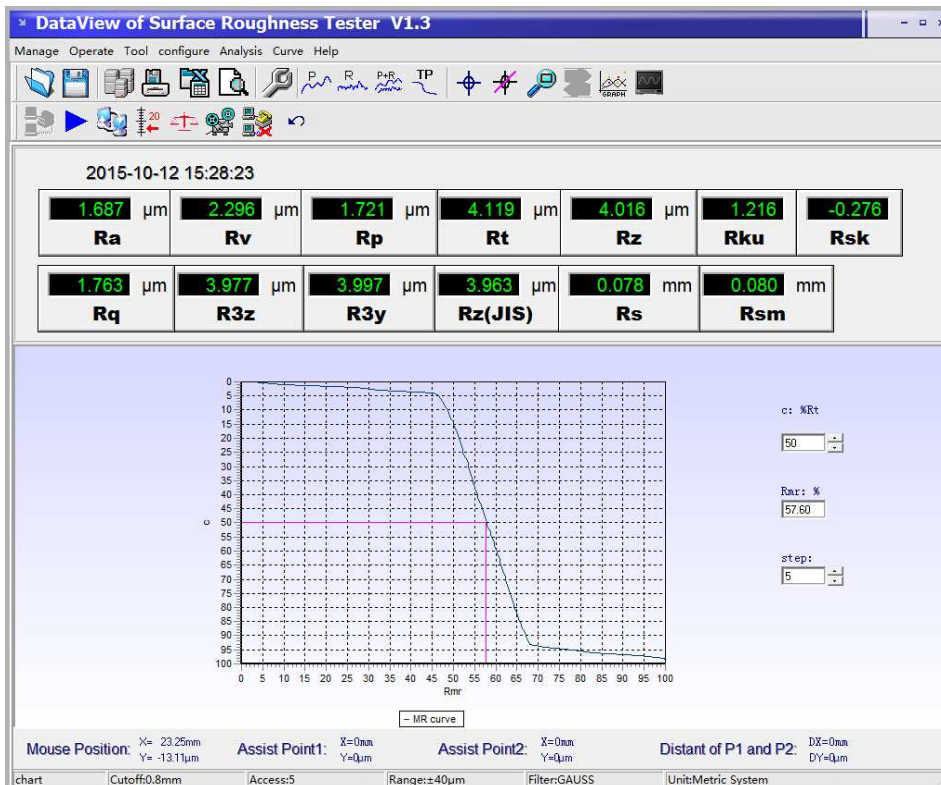 DataView of Surface Roughness Tester V1.3
Manage Operate Tool configure Analysis Curve Help
P R P+R TP GRAPH
20
2015-10-12 15:28:23
1.687 µm 2.296 µm 1.721 µm 4.119 µm 4.016 µm 1.216 -0.276
Ra Rv Rp Rt Rz Rku Rsk
1.763 µm 3.977 µm 3.997 µm 3.963 µm 0.078 mm 0.080 mm
Rq R3z R3y Rz(JIS) Rs Rsm
0
5
10
15
20
25
30
35
40
45
50
55
60
65
70
75
80
85
90
95
100
c
0 5 10 15 20 25 30 35 40 45 50 55 60 65 70 75 80 85 90 95 100
Rmr
MR curve
c: %Rt
50
Rmr: %
57.60
step:
5
Mouse Position: X= 23.25mm Assist Point1: X=0mm Assist Point2: X=0mm Distant of P1 and P2: DX=0mm
Y= -13.11µm Y=0µm Y=0µm DY=0µm
chart Cutoff:0.8mm Access:5 Range:±40µm Filter:GAUSS Unit:Metric System